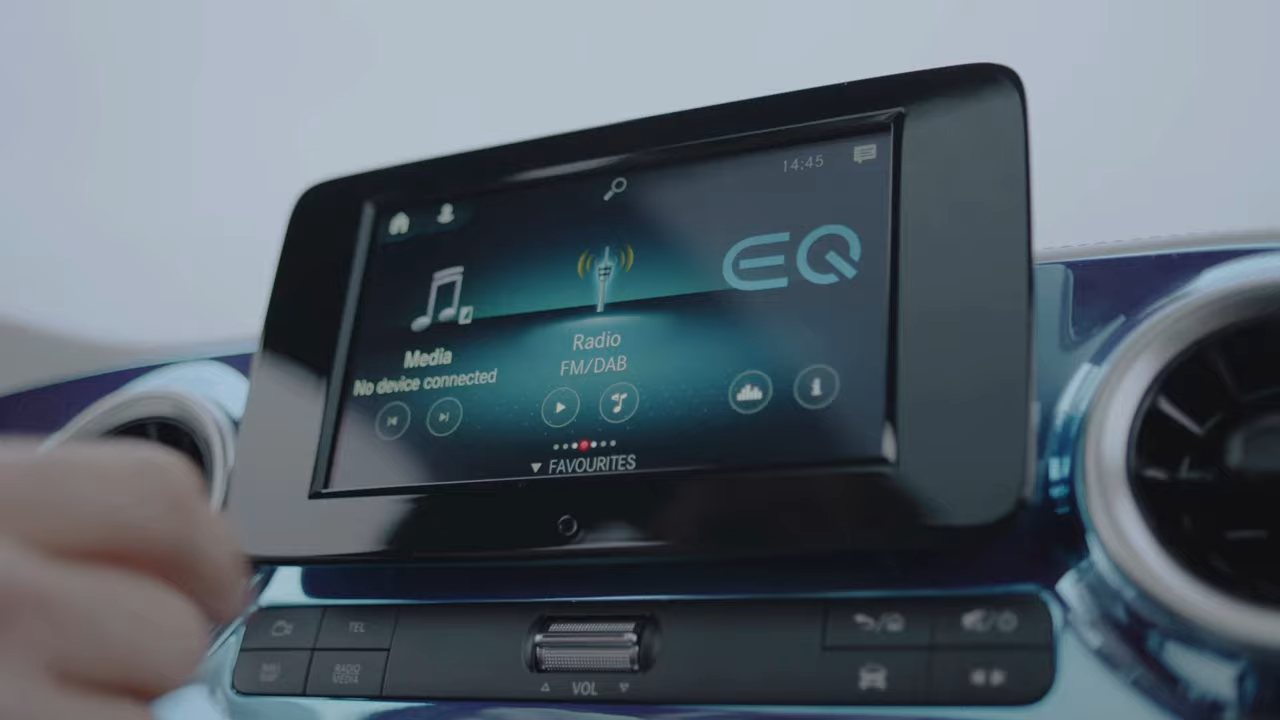 14:45
EQ
Media
No device connected
Radio
FM/DAB
FAVOURITES
TEL
RADIO
MEDIA
VOL